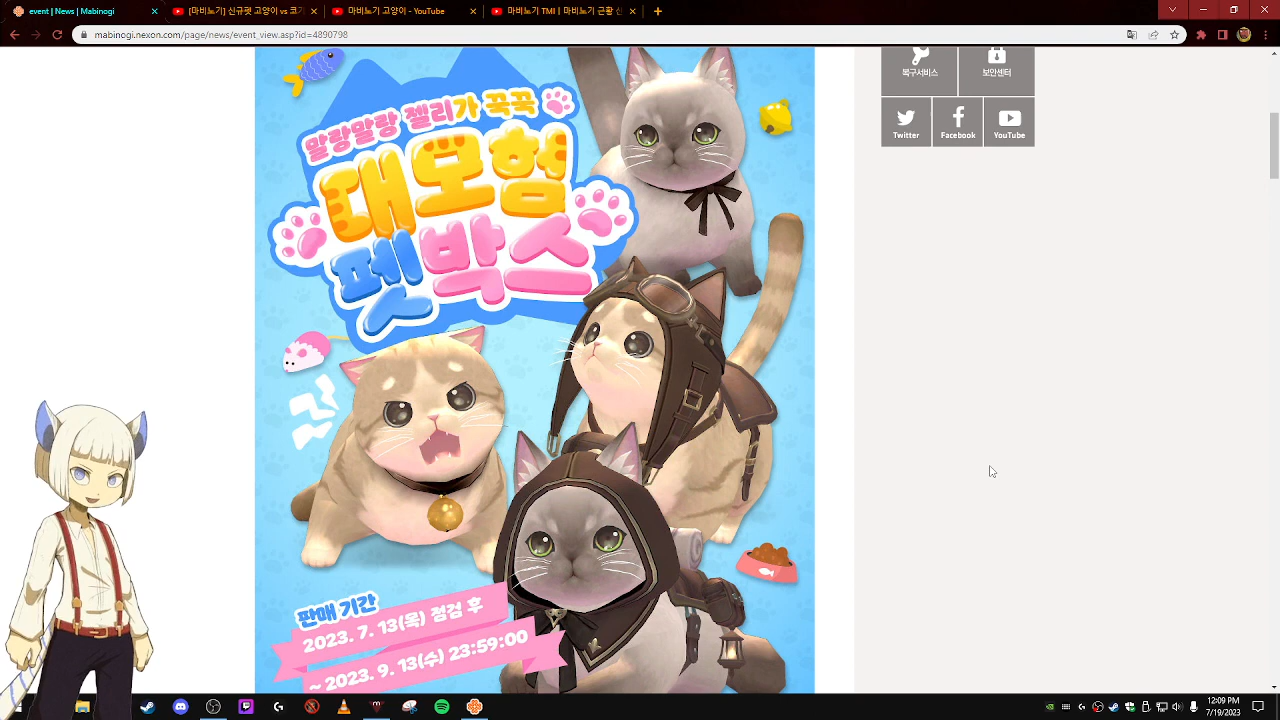 event | News | Mabinogi
[마비노기] 신규펫 고양이 vs 코기
마비노기 고양이 - YouTube
마비노기 TMI | 마비노기 근황 신
mabinogi.nexon.com/page/news/event_view.asp?id=4890798
복구서비스
보안센터
Twitter
Facebook
YouTube
말랑말랑 젤리가 꾹꾹
대모험
펫박스
판매 기간
2023. 7. 13(목) 점검 후
~ 2023. 9. 13(수) 23:59:00
12:09 PM
7/19/2023